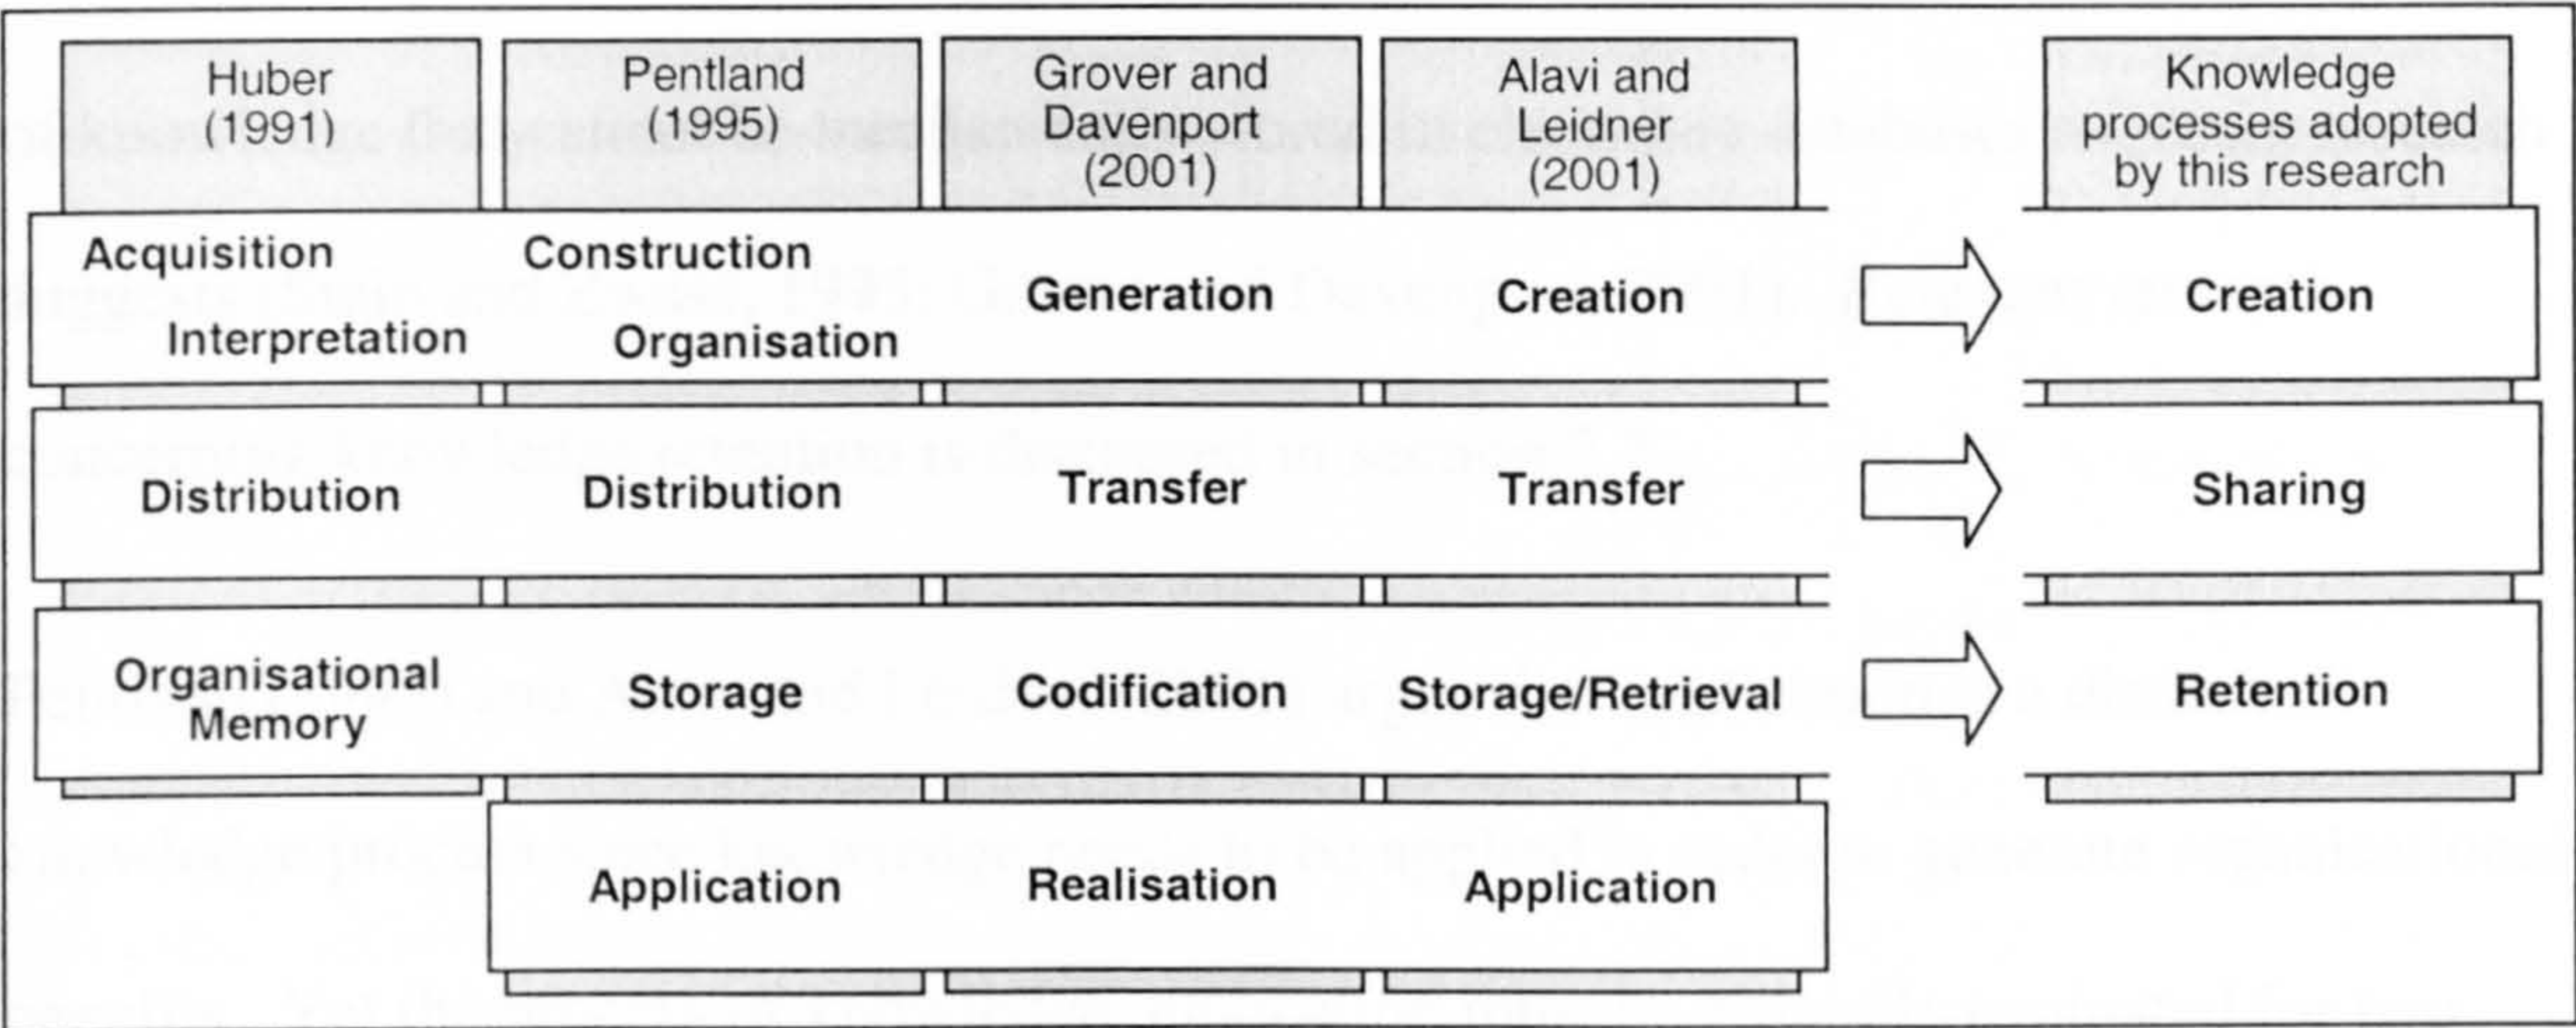 Huber
(1991)
Pentland
(1995)
Grover and
Davenport
(2001)
Alavi and
Leidner
(2001)
Knowledge
processes adopted
by this research
Acquisition
Interpretation
Construction
Organisation
Generation
Creation
Creation
Distribution
Distribution
Transfer
Transfer
Sharing
Organisational
Memory
Storage
Codification
Storage/Retrieval
Retention
Application
Realisation
Application